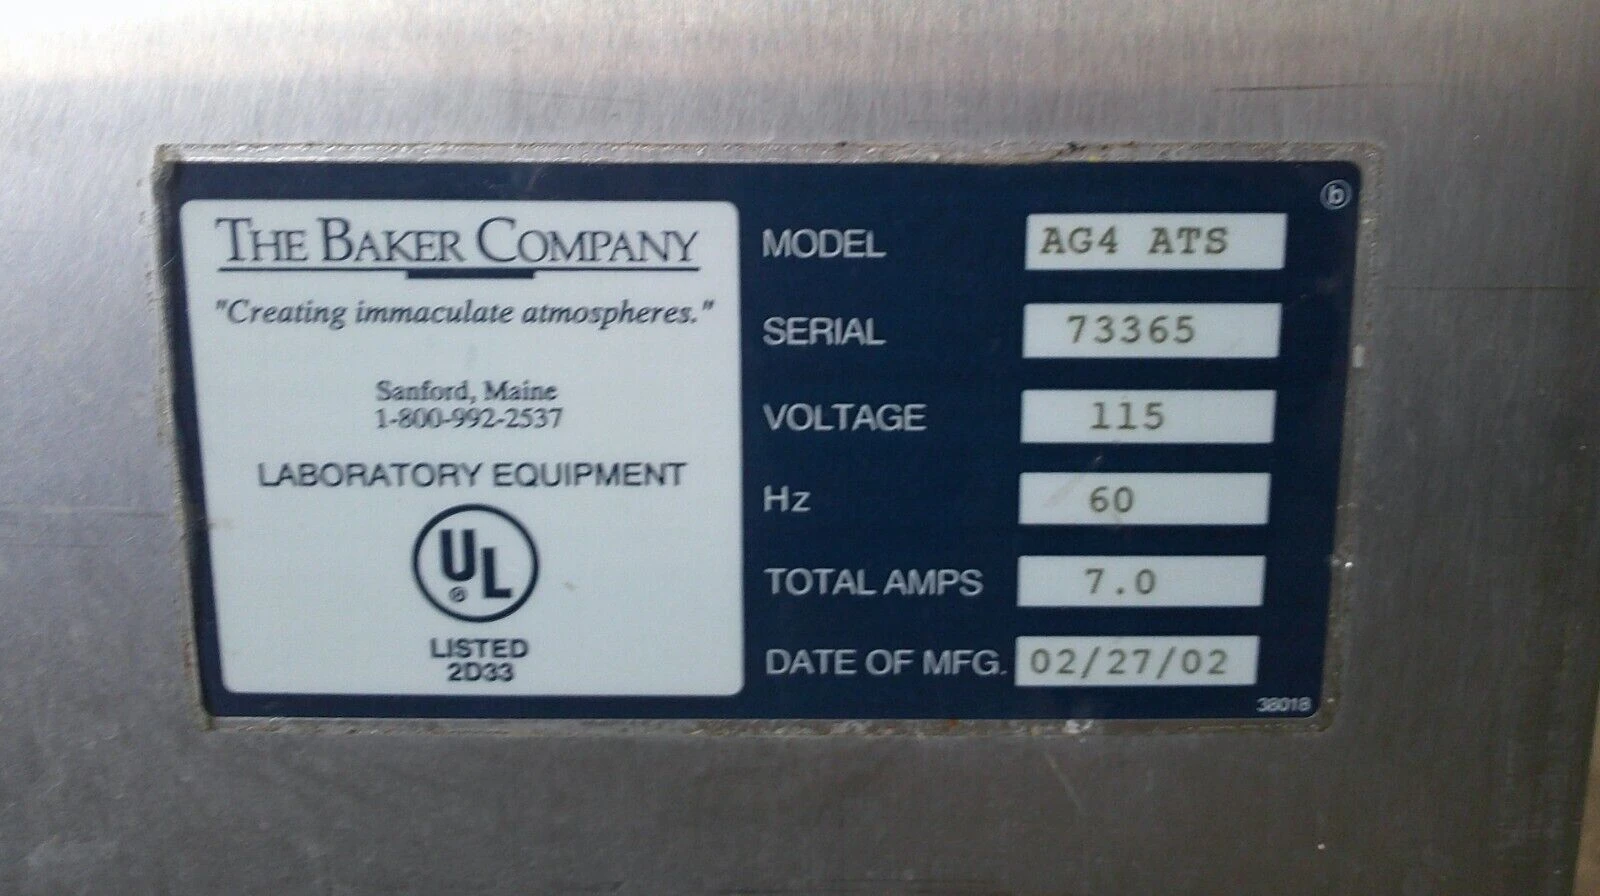 THE BAKER COMPANY
"Creating immaculate atmospheres."
Sanford, Maine
1-800-992-2537
LABORATORY EQUIPMENT
UL
®
LISTED
2D33
b
MODEL AG4 ATS
SERIAL 73365
VOLTAGE 115
Hz 60
TOTAL AMPS 7.0
DATE OF MFG. 02/27/02
38018